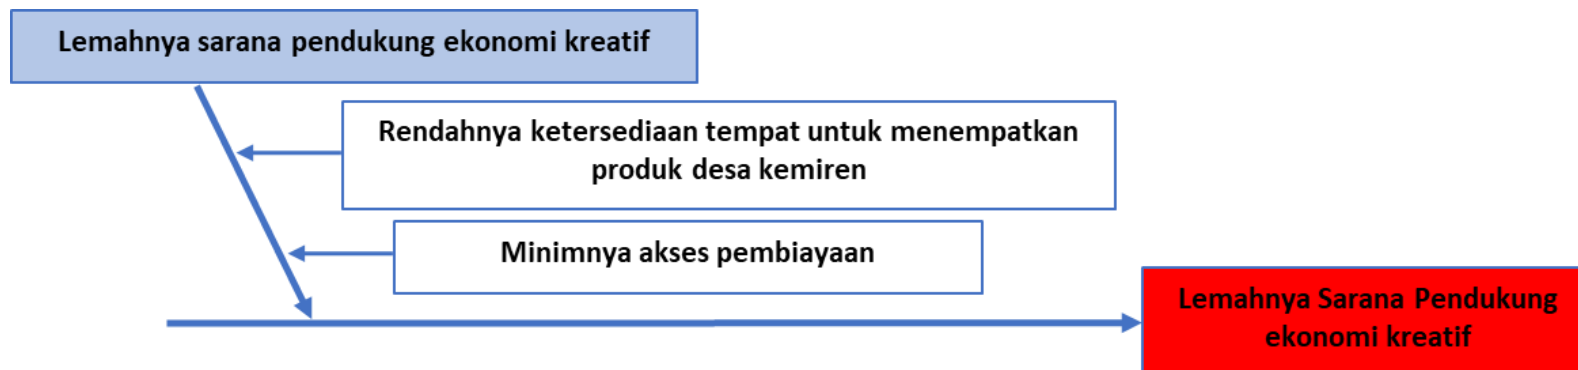 Lemahnya sarana pendukung ekonomi kreatif
Rendahnya ketersediaan tempat untuk menempatkan
produk desa kemiren
Minimnya akses pembiayaan
Lemahnya Sarana Pendukung
ekonomi kreatif